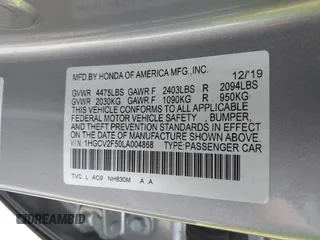 MFD.BY HONDA OF AMERICA MFG.,INC. 12/19
GVWR 4475LBS GAWR F 2403LBS R 2094LBS
GVWR 2030KG GAWR F 1090KG R 950KG
THIS VEHICLE CONFORMS TO ALL APPLICABLE
FEDERAL MOTOR VEHICLE SAFETY, BUMPER, AND
THEFT PREVENTION STANDARDS IN EFFECT ON THE
DATE OF MANUFACTURE SHOWN ABOVE.
V.I.N:1HGCV2F50LA004868 TYPE:PASSENGER CAR
TVC L AC9 NH830M A A
DREAMBID